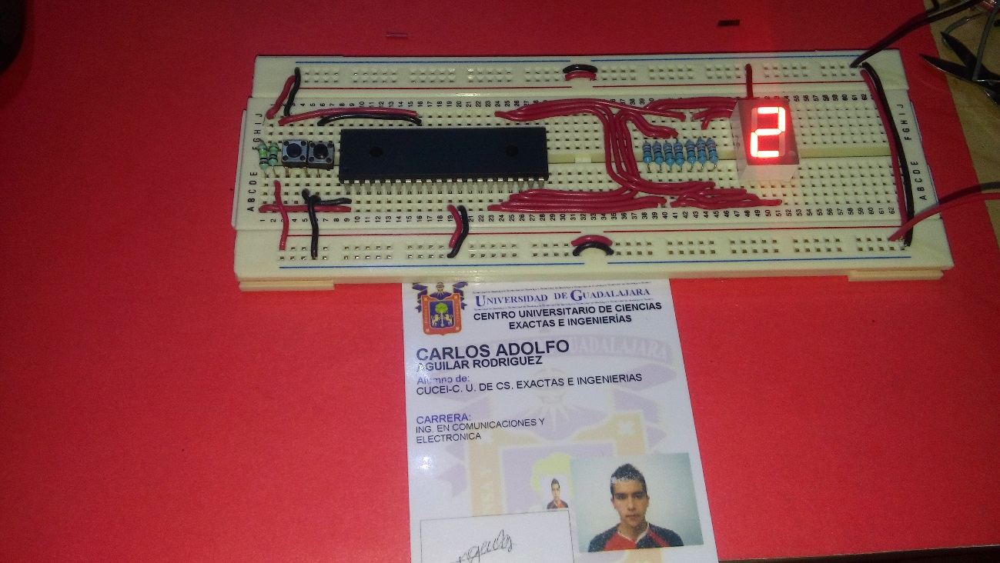 2
UNIVERSIDAD DE GUADALAJARA
CENTRO UNIVERSITARIO DE CIENCIAS
EXACTAS E INGENIERÍAS
CARLOS ADOLFO
AGUILAR RODRIGUEZ
Alumno de:
CUCEI-C. U. DE CS. EXACTAS E INGENIERIAS
CARRERA:
ING. EN COMUNICACIONES Y
ELECTRONICA